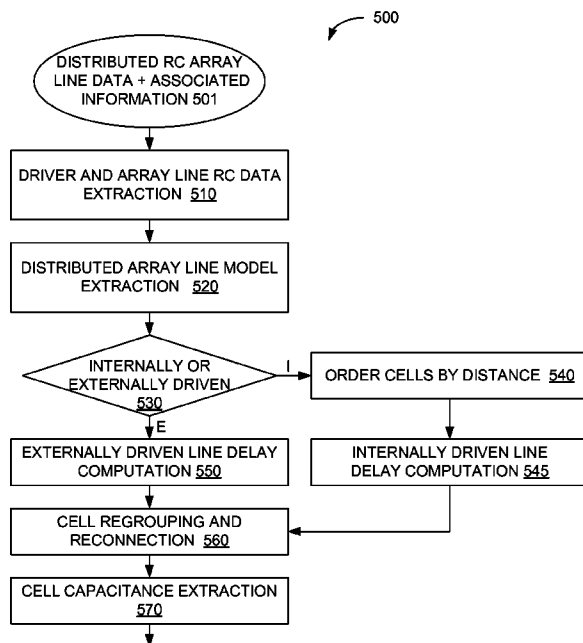 500
DISTRIBUTED RC ARRAY
LINE DATA + ASSOCIATED
INFORMATION 501
DRIVER AND ARRAY LINE RC DATA
EXTRACTION 510
DISTRIBUTED ARRAY LINE MODEL
EXTRACTION 520
INTERNALLY OR
EXTERNALLY DRIVEN
530
I
ORDER CELLS BY DISTANCE 540
E
EXTERNALLY DRIVEN LINE DELAY
COMPUTATION 550
INTERNALLY DRIVEN LINE
DELAY COMPUTATION 545
CELL REGROUPING AND
RECONNECTION 560
CELL CAPACITANCE EXTRACTION
570